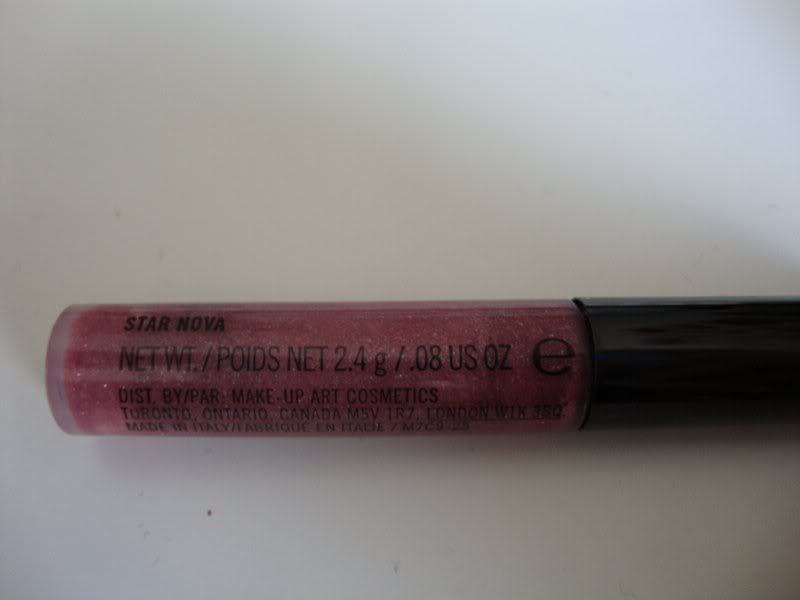 STAR NOVA
NET WT. / POIDS NET 2.4 g / .08 US OZ e
DIST. BY/PAR: MAKE-UP ART COSMETICS
TORONTO, ONTARIO, CANADA M5V 1R7, LONDON W1K 3BQ
MADE IN ITALY/FABRIQUÉ EN ITALIE /